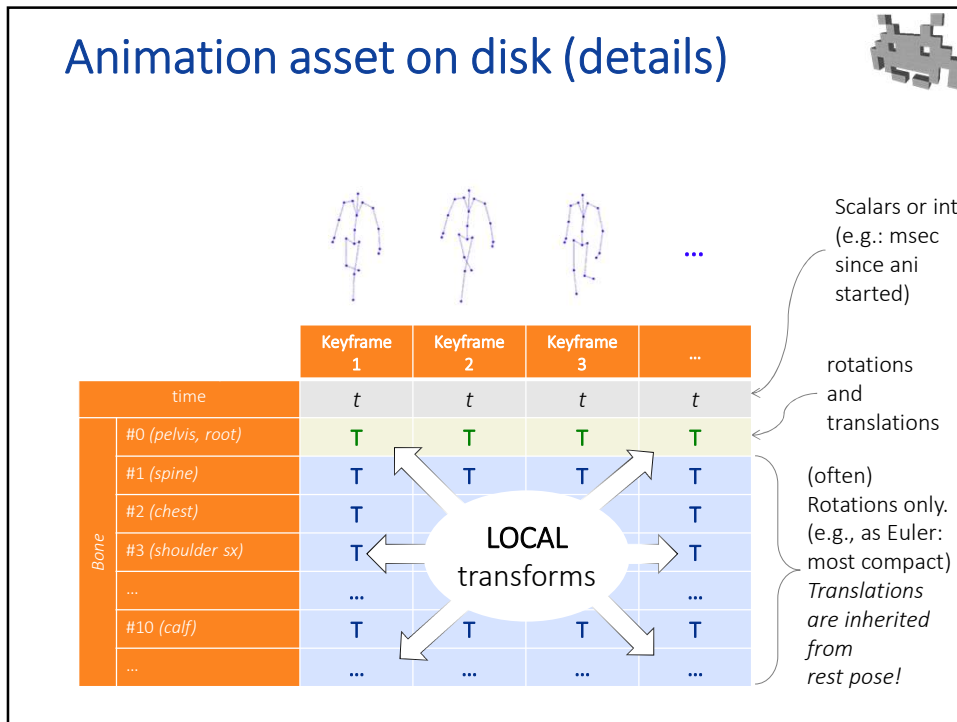 Animation asset on disk (details)
...
Scalars or int
(e.g.: msec
since ani
started)
Keyframe
1
Keyframe
2
Keyframe
3
...
time
t
t
t
t
rotations
and
translations
Bone
#0 (pelvis, root)
T
T
T
T
#1 (spine)
T
T
T
T
#2 (chest)
T
T
#3 (shoulder sx)
T
T
...
...
...
#10 (calf)
T
T
T
T
...
...
...
...
...
LOCAL
transforms
(often)
Rotations only.
(e.g., as Euler:
most compact)
Translations
are inherited
from
rest pose!